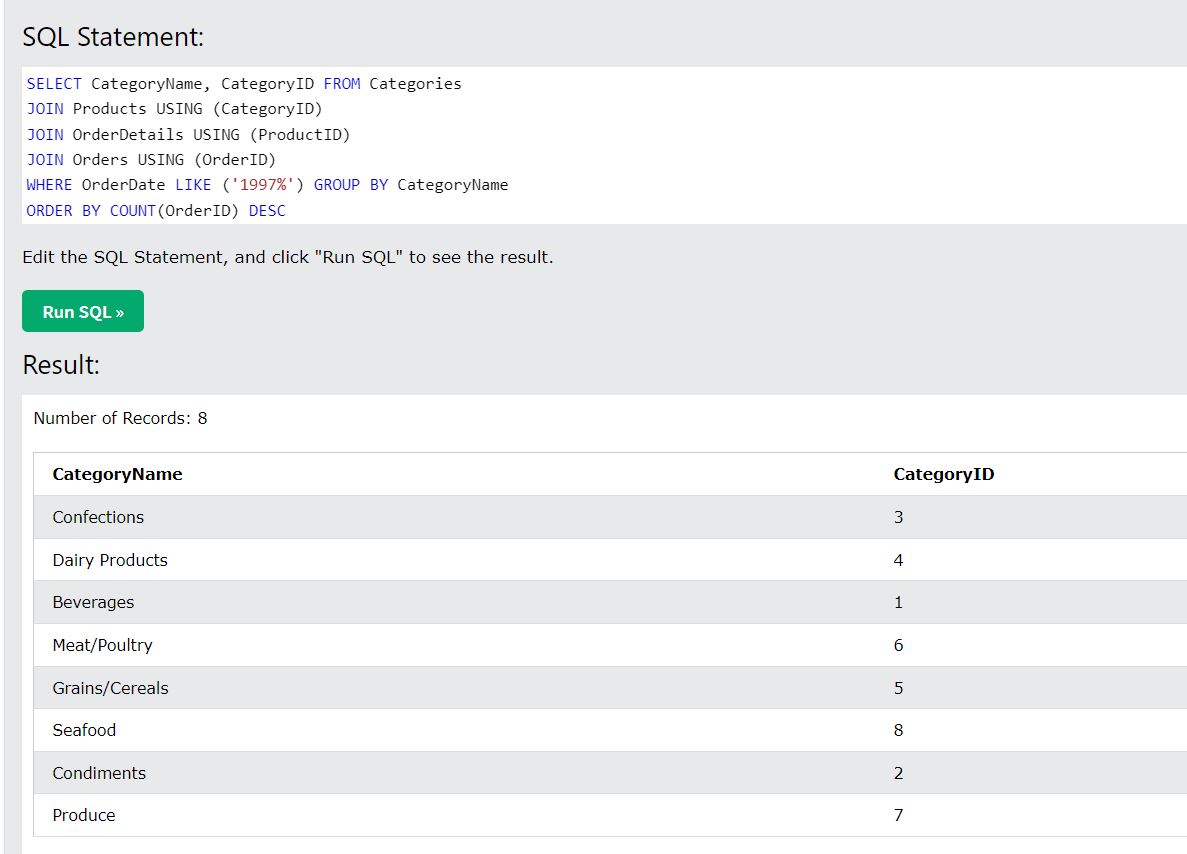 SQL Statement:
SELECT CategoryName, CategoryID FROM Categories
JOIN Products USING (CategoryID)
JOIN OrderDetails USING (ProductID)
JOIN Orders USING (OrderID)
WHERE OrderDate LIKE ('1997%') GROUP BY CategoryName
ORDER BY COUNT(OrderID) DESC
Edit the SQL Statement, and click "Run SQL" to see the result.
Run SQL »
Result:
Number of Records: 8
CategoryName CategoryID
Confections 3
Dairy Products 4
Beverages 1
Meat/Poultry 6
Grains/Cereals 5
Seafood 8
Condiments 2
Produce 7